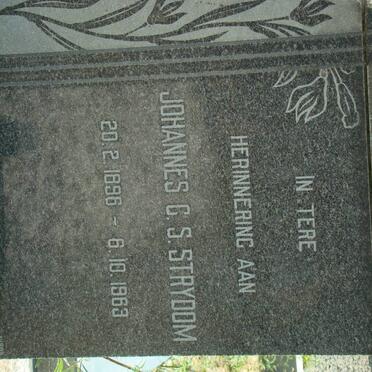 IN TERE
HERINNERING AAN
JOHANNES C. S. STRYDOM
20.2.1896 ~ 6.10.1963